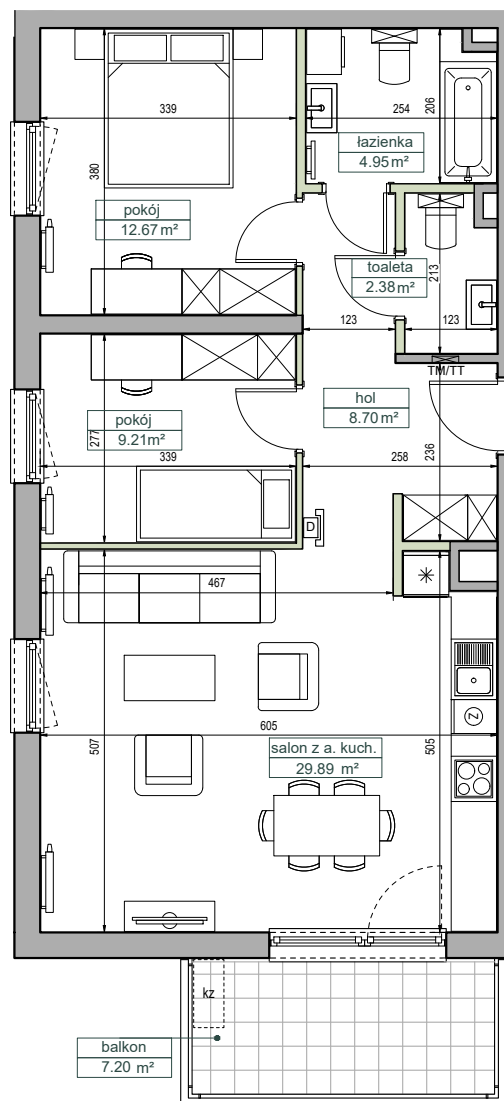 339
254
206
łazienka
4.95 m²
380
pokój
12.67 m²
toaleta
2.38 m²
213
123
123
TM/TT
hol
8.70 m²
pokój
9.21 m²
277
339
258
236
D
467
Z
605
507
505
salon z a. kuch.
29.89 m²
kz
balkon
7.20 m²